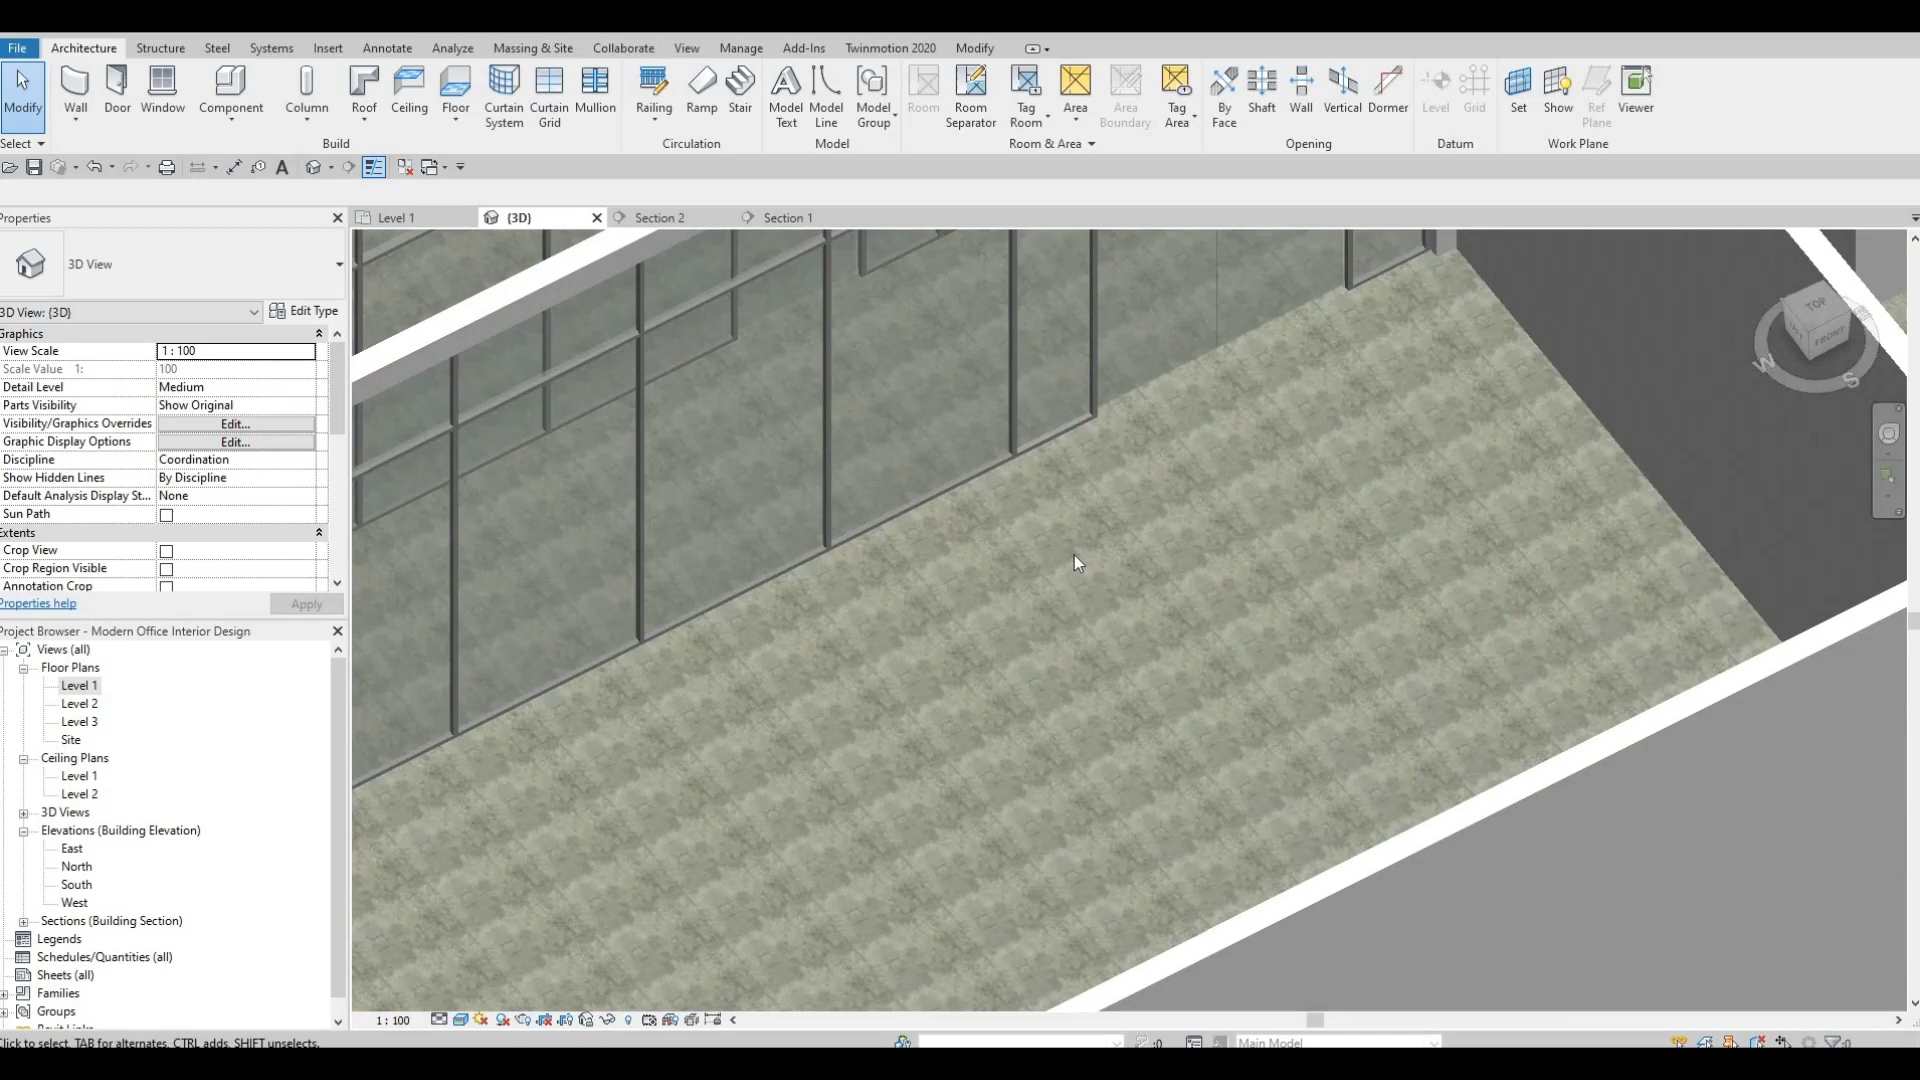 File Architecture Structure Steel Systems Insert Annotate Analyze Massing & Site Collaborate View Manage Add-Ins Twinmotion 2020 Modify
Modify Wall Door Window Component Column Roof Ceiling Floor Curtain System Curtain Grid Mullion Railing Ramp Stair Model Text Model Line Model Group Room Room Separator Tag Room Area Area Boundary Tag Area By Face Shaft Wall Vertical Dormer Level Grid Set Show Ref Plane Viewer
Select Build Circulation Model Room & Area Opening Datum Work Plane
Properties
Level 1 {3D} Section 2 Section 1
3D View
3D View: {3D} Edit Type
Graphics
View Scale 1 : 100
Scale Value 1: 100
Detail Level Medium
Parts Visibility Show Original
Visibility/Graphics Overrides Edit...
Graphic Display Options Edit...
Discipline Coordination
Show Hidden Lines By Discipline
Default Analysis Display St... None
Sun Path
Extents
Crop View
Crop Region Visible
Annotation Crop
Properties help Apply
Project Browser - Modern Office Interior Design
Views (all)
Floor Plans
Level 1
Level 2
Level 3
Site
Ceiling Plans
Level 1
Level 2
3D Views
Elevations (Building Elevation)
East
North
South
West
Sections (Building Section)
Legends
Schedules/Quantities (all)
Sheets (all)
Families
Groups
Revit Links
TOP
FRONT
W
S
1 : 100
Click to select, TAB for alternates, CTRL adds, SHIFT unselects.
:0
Main Model
:0